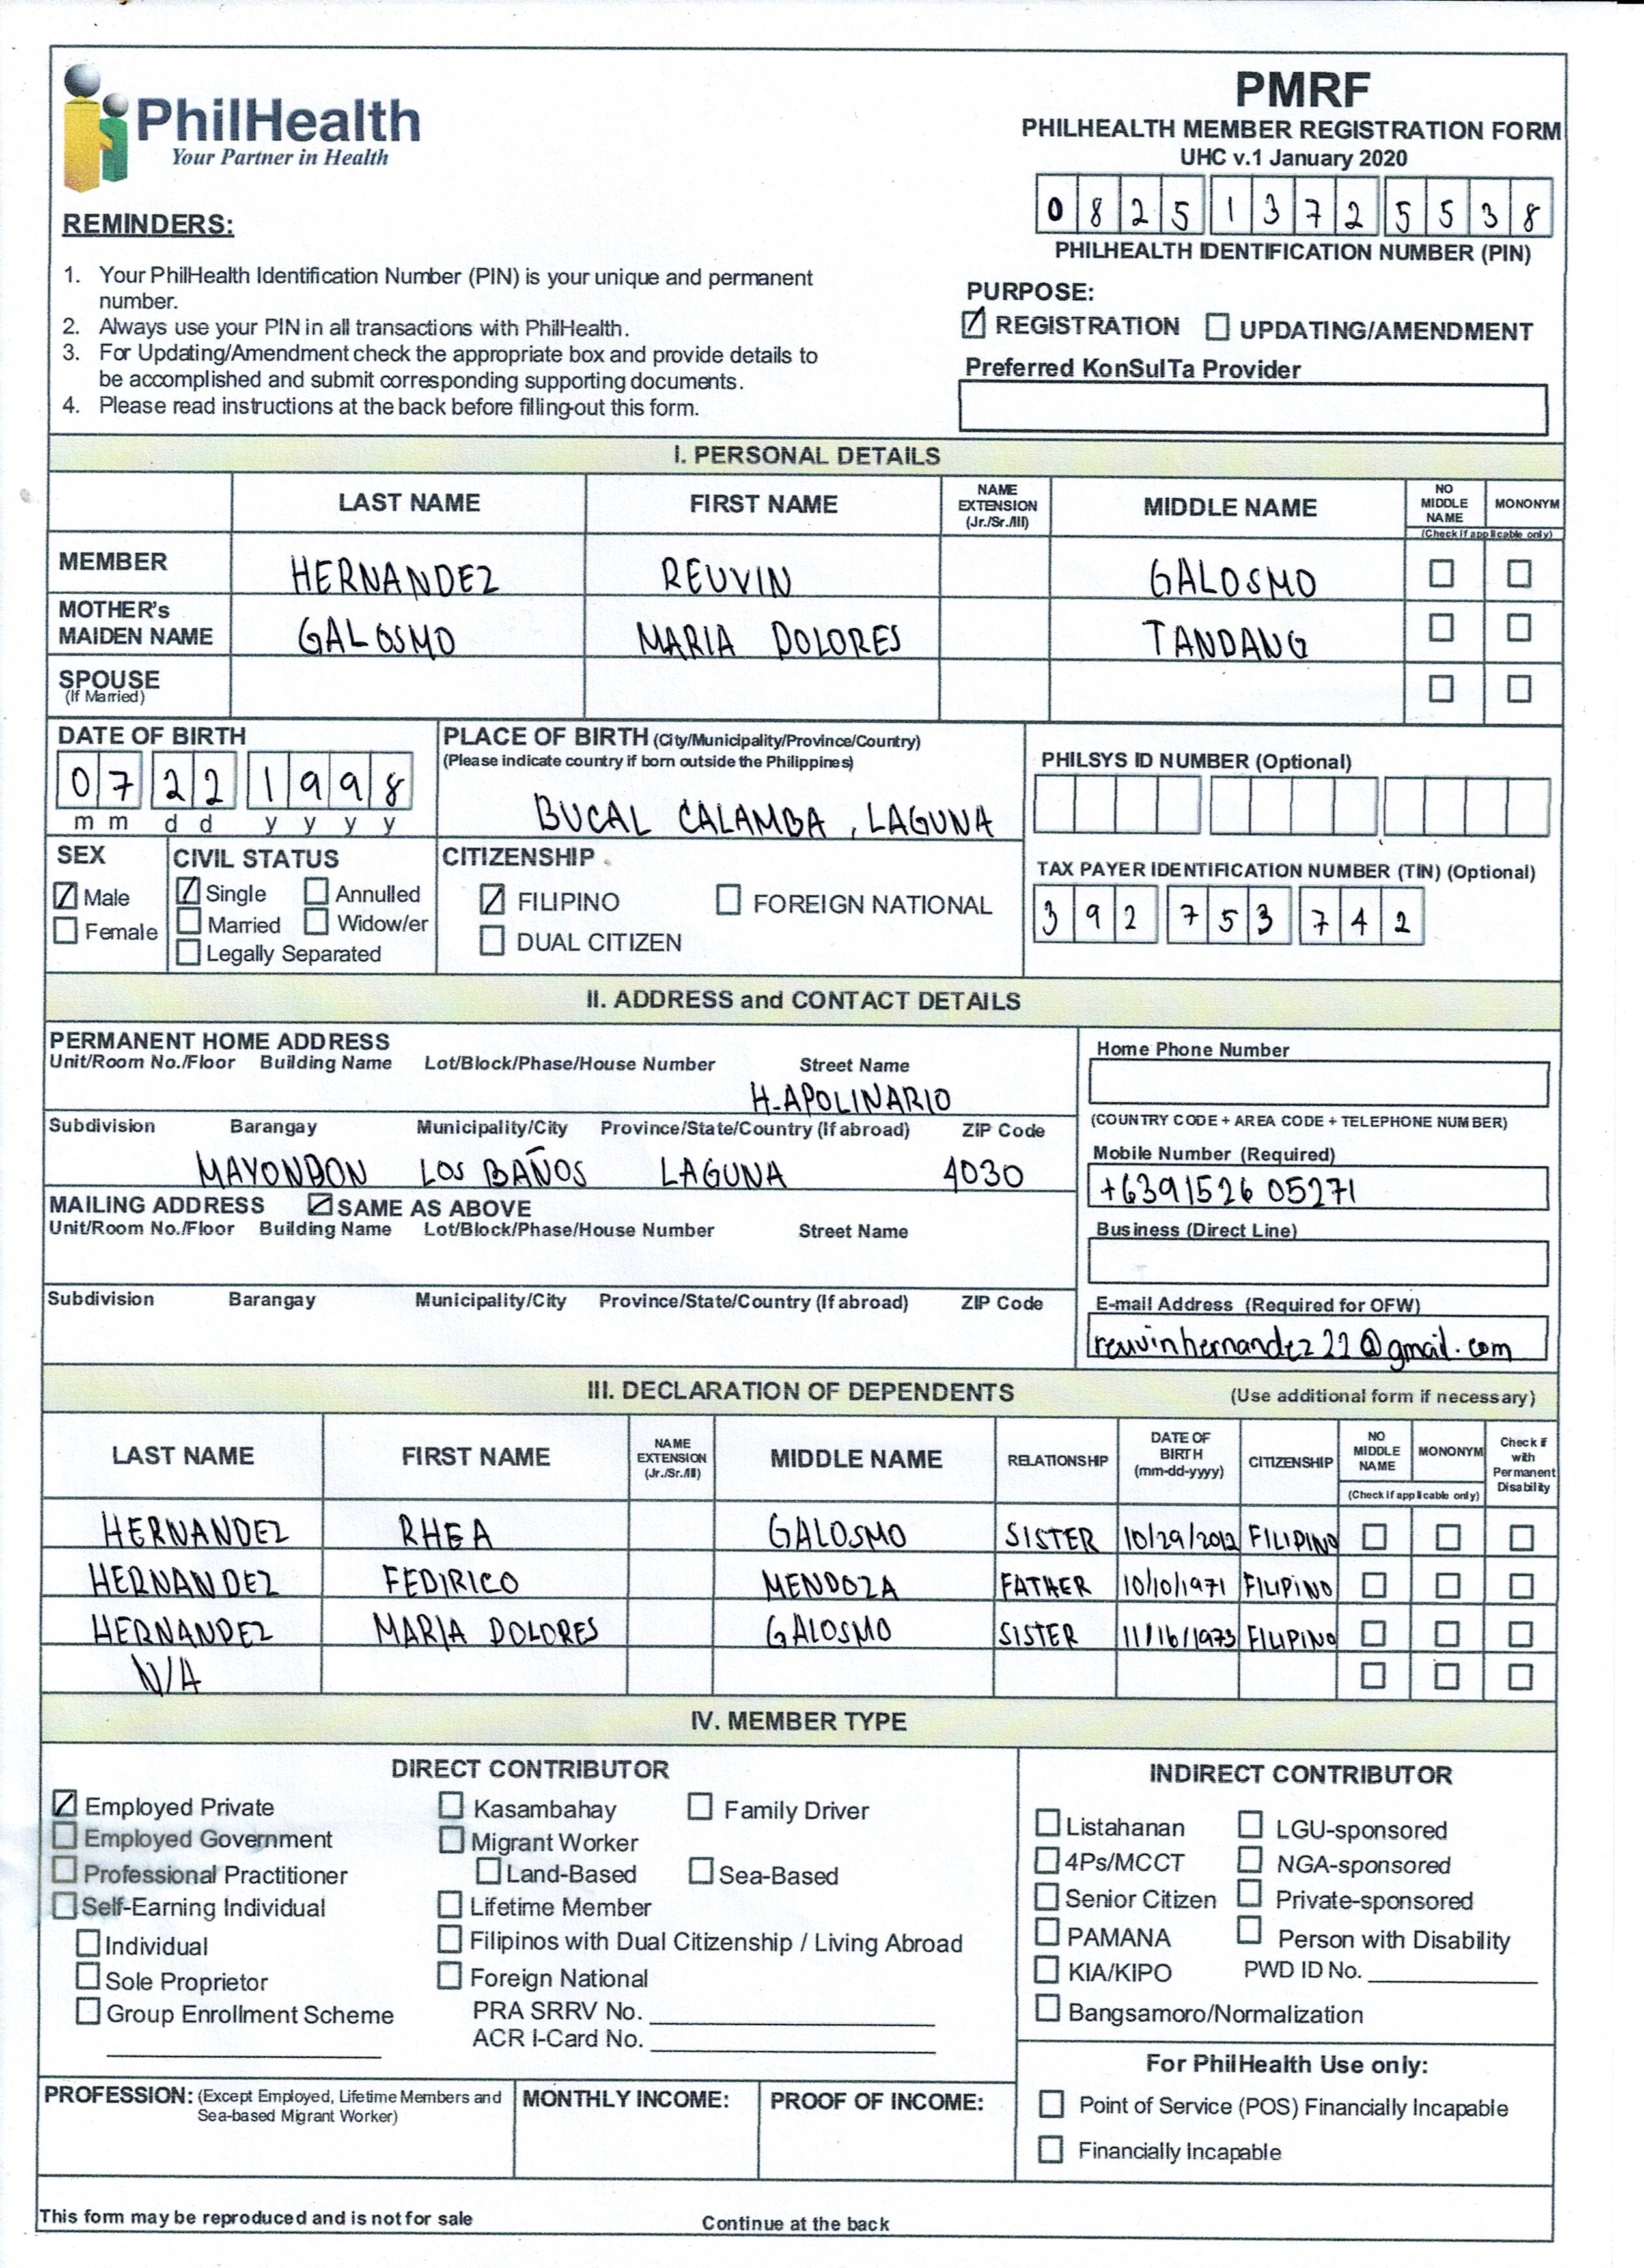 PhilHealth
Your Partner in Health
PMRF
PHILHEALTH MEMBER REGISTRATION FORM
UHC v.1 January 2020
0825 1372 5538
PHILHEALTH IDENTIFICATION NUMBER (PIN)
REMINDERS:
1. Your PhilHealth Identification Number (PIN) is your unique and permanent
number.
2. Always use your PIN in all transactions with PhilHealth.
3. For Updating/Amendment check the appropriate box and provide details to
be accomplished and submit corresponding supporting documents.
4. Please read instructions at the back before filling-out this form.
PURPOSE:
REGISTRATION UPDATING/AMENDMENT
Preferred KonSulTa Provider
I. PERSONAL DETAILS
LAST NAME FIRST NAME NAME EXTENSION (Jr./Sr./III) MIDDLE NAME NO MIDDLE NAME MONONYM
(Check if applicable only)
MEMBER HERNANDEZ REUVIN GALOSMO
MOTHER's MAIDEN NAME GALOSMO MARIA DOLORES TANDANG
SPOUSE
(If Married)
DATE OF BIRTH
07 22 1998
m m d d y y y y
PLACE OF BIRTH (City/Municipality/Province/Country)
(Please indicate country if born outside the Philippines)
BUCAL CALAMBA, LAGUNA
PHILSYS ID NUMBER (Optional)
SEX
Male
Female
CIVIL STATUS
Single Annulled
Married Widow/er
Legally Separated
CITIZENSHIP
FILIPINO FOREIGN NATIONAL
DUAL CITIZEN
TAX PAYER IDENTIFICATION NUMBER (TIN) (Optional)
392 753 742
II. ADDRESS and CONTACT DETAILS
PERMANENT HOME ADDRESS
Unit/Room No./Floor Building Name Lot/Block/Phase/House Number Street Name
H. APOLINARIO
Subdivision Barangay Municipality/City Province/State/Country (If abroad) ZIP Code
MAYONDON LOS BAÑOS LAGUNA 4030
MAILING ADDRESS SAME AS ABOVE
Unit/Room No./Floor Building Name Lot/Block/Phase/House Number Street Name
Subdivision Barangay Municipality/City Province/State/Country (If abroad) ZIP Code
Home Phone Number
(COUNTRY CODE + AREA CODE + TELEPHONE NUMBER)
Mobile Number (Required)
+6391526 05271
Business (Direct Line)
E-mail Address (Required for OFW)
reuvinhernandez22@gmail.com
III. DECLARATION OF DEPENDENTS (Use additional form if necessary)
LAST NAME FIRST NAME NAME EXTENSION (Jr./Sr./III) MIDDLE NAME RELATIONSHIP DATE OF BIRTH (mm-dd-yyyy) CITIZENSHIP NO MIDDLE NAME MONONYM Check if with Permanent Disability
(Check if applicable only)
HERNANDEZ RHEA GALOSMO SISTER 10/29/2012 FILIPINO
HERNANDEZ FEDIRICO MENDOZA FATHER 10/10/1971 FILIPINO
HERNANDEZ MARIA DOLORES GALOSMO SISTER 11/16/1973 FILIPINO
N/A
IV. MEMBER TYPE
DIRECT CONTRIBUTOR
Employed Private Kasambahay Family Driver
Employed Government Migrant Worker
Professional Practitioner Land-Based Sea-Based
Self-Earning Individual Lifetime Member
Individual Filipinos with Dual Citizenship / Living Abroad
Sole Proprietor Foreign National
Group Enrollment Scheme PRA SRRV No.
ACR I-Card No.
INDIRECT CONTRIBUTOR
Listahanan LGU-sponsored
4Ps/MCCT NGA-sponsored
Senior Citizen Private-sponsored
PAMANA Person with Disability
KIA/KIPO PWD ID No.
Bangsamoro/Normalization
PROFESSION: (Except Employed, Lifetime Members and
Sea-based Migrant Worker)
MONTHLY INCOME:
PROOF OF INCOME:
For PhilHealth Use only:
Point of Service (POS) Financially Incapable
Financially Incapable
This form may be reproduced and is not for sale
Continue at the back